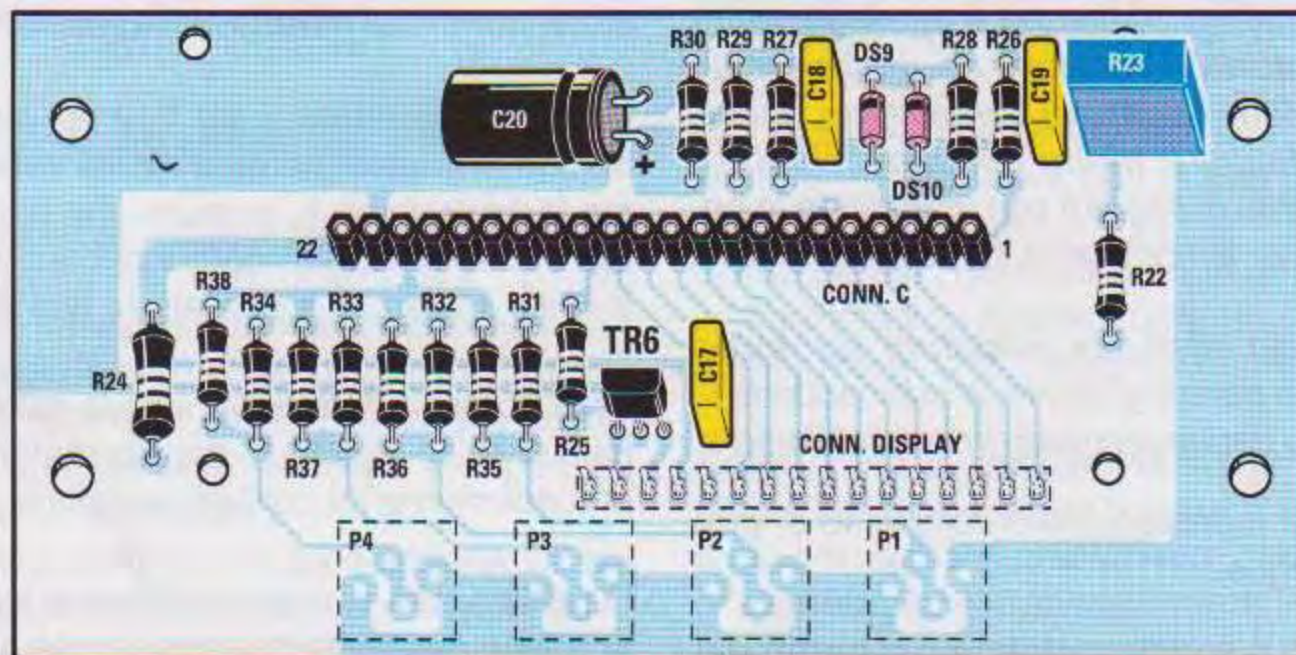 R30 R29 R27 C18 DS9 R28 R26 C19 R23
C20
+
DS10
22 1
CONN. C
R22
R38 R34 R33 R32 R31
TR6
C17
R24
R25
R37 R36 R35
CONN. DISPLAY
P4 P3 P2 P1